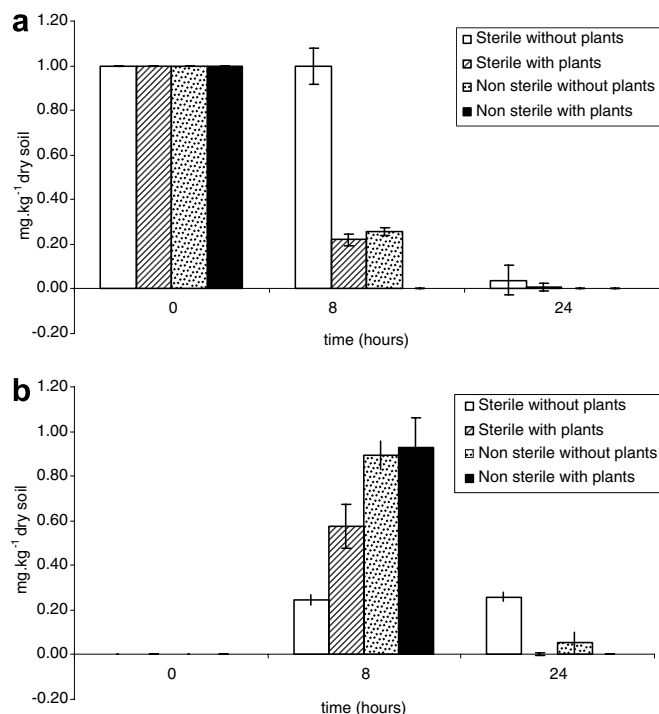 a
1.20
1.00
0.80
0.60
0.40
0.20
0.00
-0.20
mg.kg⁻¹ dry soil
0 8 24
time (hours)
Sterile without plants
Sterile with plants
Non sterile without plants
Non sterile with plants
b
1.20
1.00
0.80
0.60
0.40
0.20
0.00
-0.20
mg.kg⁻¹ dry soil
0 8 24
time (hours)
Sterile without plants
Sterile with plants
Non sterile without plants
Non sterile with plants